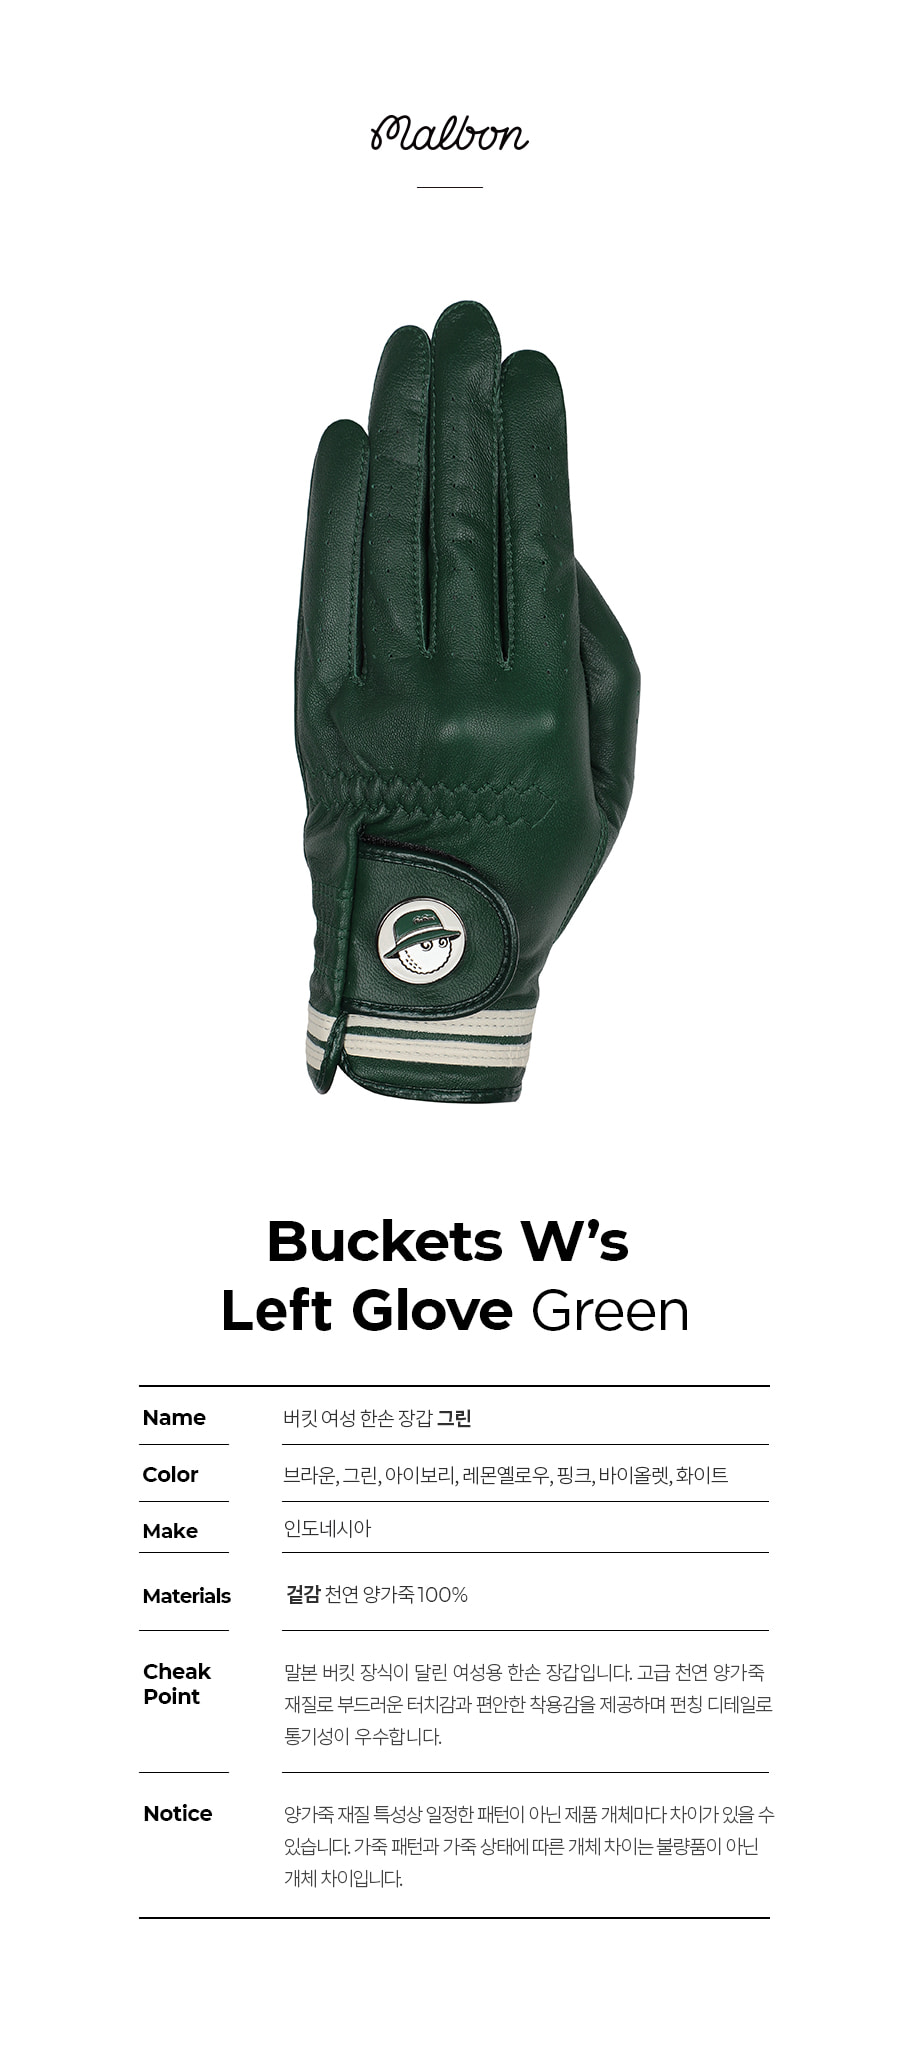 Malbon
Buckets W’s
Left Glove Green
Name 버킷 여성 한손 장갑 그린
Color 브라운, 그린, 아이보리, 레몬옐로우, 핑크, 바이올렛, 화이트
Make 인도네시아
Materials 겉감 천연 양가죽 100%
Cheak
Point
말본 버킷 장식이 달린 여성용 한손 장갑입니다. 고급 천연 양가죽
재질로 부드러운 터치감과 편안한 착용감을 제공하며 펀칭 디테일로
통기성이 우수합니다.
Notice
양가죽 재질 특성상 일정한 패턴이 아닌 제품 개체마다 차이가 있을 수
있습니다. 가죽 패턴과 가죽 상태에 따른 개체 차이는 불량품이 아닌
개체 차이입니다.